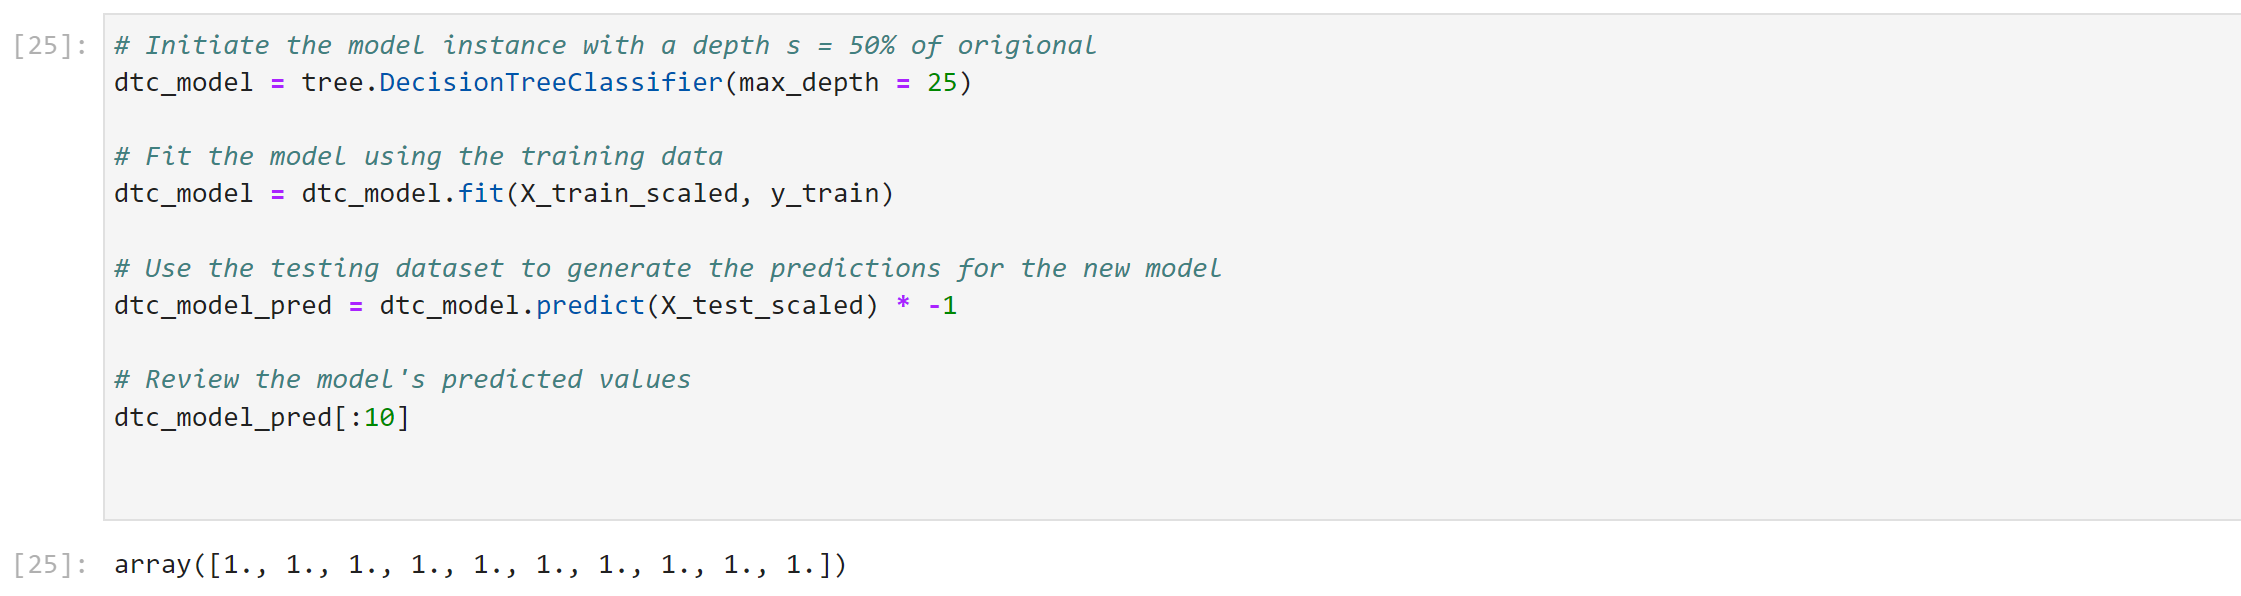 [25]: # Initiate the model instance with a depth s = 50% of origional
dtc_model = tree.DecisionTreeClassifier(max_depth = 25)
# Fit the model using the training data
dtc_model = dtc_model.fit(X_train_scaled, y_train)
# Use the testing dataset to generate the predictions for the new model
dtc_model_pred = dtc_model.predict(X_test_scaled) * -1
# Review the model's predicted values
dtc_model_pred[:10]
[25]: array([1., 1., 1., 1., 1., 1., 1., 1., 1., 1.])